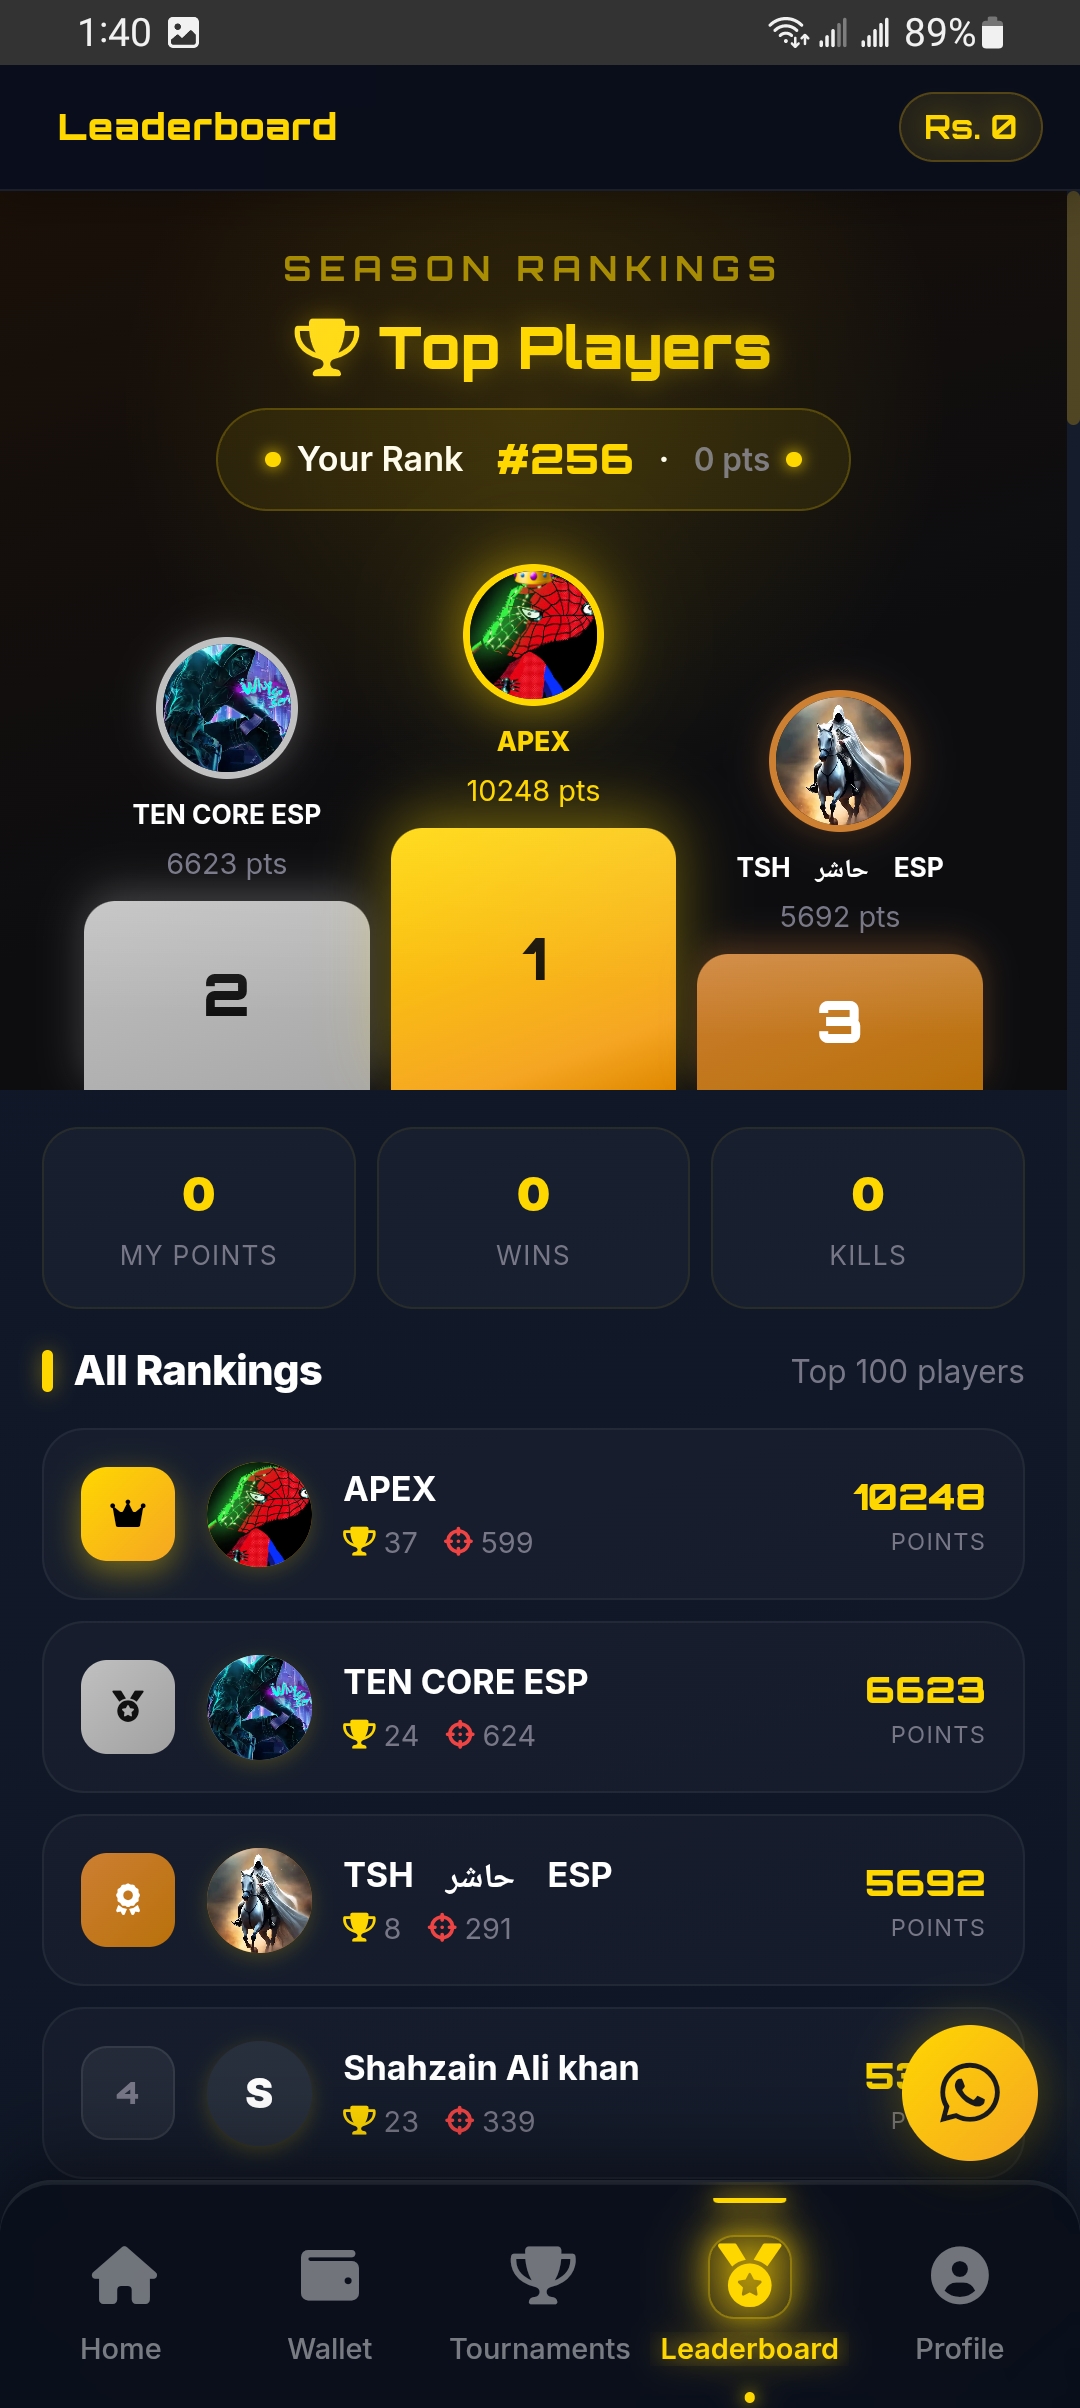 1:40
89%
Leaderboard
Rs. 0
SEASON RANKINGS
Top Players
Your Rank #256 · 0 pts
APEX
10248 pts
TEN CORE ESP
6623 pts
TSH حاشر ESP
5692 pts
2
1
3
0
MY POINTS
0
WINS
0
KILLS
All Rankings
Top 100 players
APEX
37 599
10248
POINTS
TEN CORE ESP
24 624
6623
POINTS
TSH حاشر ESP
8 291
5692
POINTS
4
S
Shahzain Ali khan
23 339
Home
Wallet
Tournaments
Leaderboard
Profile